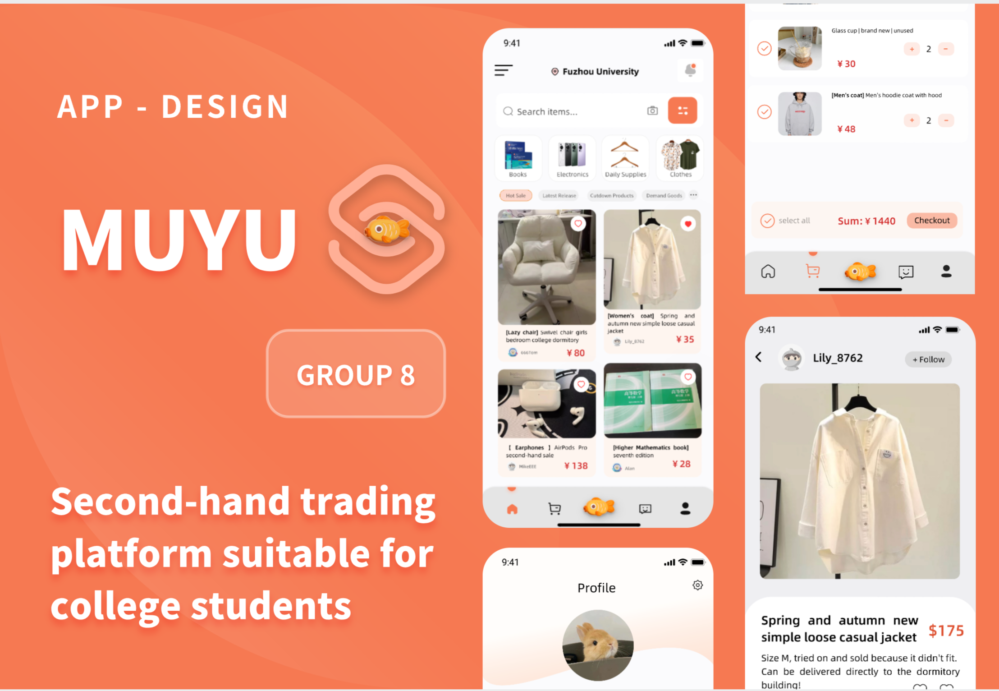 APP - DESIGN
MUYU
GROUP 8
Second-hand trading
platform suitable for
college students
9:41
Fuzhou University
Search items...
Books
Electronics
Daily Supplies
Clothes
Hot Sale
Latest Release
Cutdown Products
Demand Goods
[Lazy chair] Swivel chair girls
bedroom college dormitory
666Tom
¥ 80
[Women's coat] Spring and
autumn new simple loose casual
jacket
Lily_8762
¥ 35
高等数学
高等数学
【 Earphones 】 AirPods Pro
second-hand sale
MikeEEE
¥ 138
[Higher Mathematics book]
seventh edition
Alan
¥ 28
9:41
Profile
Glass cup | brand new | unused
+ 2 −
¥ 30
[Men's coat] Men's hoodie coat with hood
+ 2 −
¥ 48
select all
Sum: ¥ 1440
Checkout
9:41
Lily_8762
+ Follow
Spring and autumn new
simple loose casual jacket
$175
Size M, tried on and sold because it didn't fit.
Can be delivered directly to the dormitory
building!